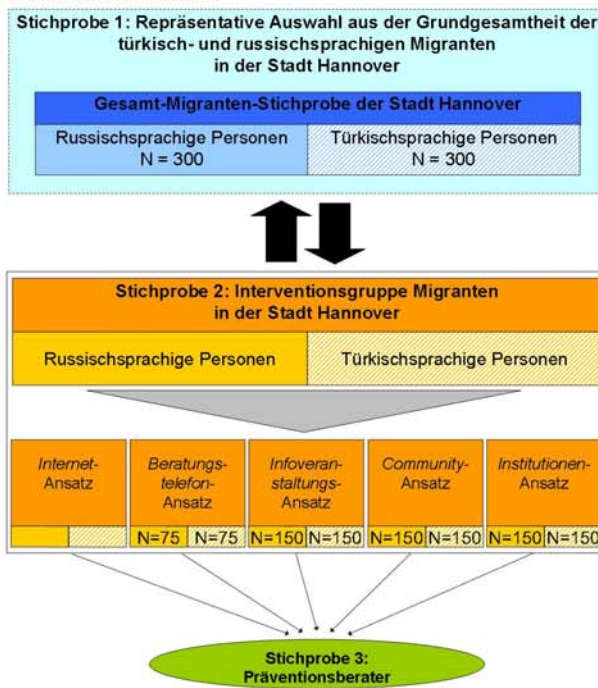 Stichprobe 1: Repräsentative Auswahl aus der Grundgesamtheit der
türkisch- und russischsprachigen Migranten
in der Stadt Hannover
Gesamt-Migranten-Stichprobe der Stadt Hannover
Russischsprachige Personen
N = 300
Türkischsprachige Personen
N = 300
Stichprobe 2: Interventionsgruppe Migranten
in der Stadt Hannover
Russischsprachige Personen
Türkischsprachige Personen
Internet-
Ansatz
Beratungs-
telefon-
Ansatz
Infoveran-
staltungs-
Ansatz
Community-
Ansatz
Institutionen-
Ansatz
N=75 N=75
N=150 N=150
N=150 N=150
N=150 N=150
Stichprobe 3:
Präventionsberater